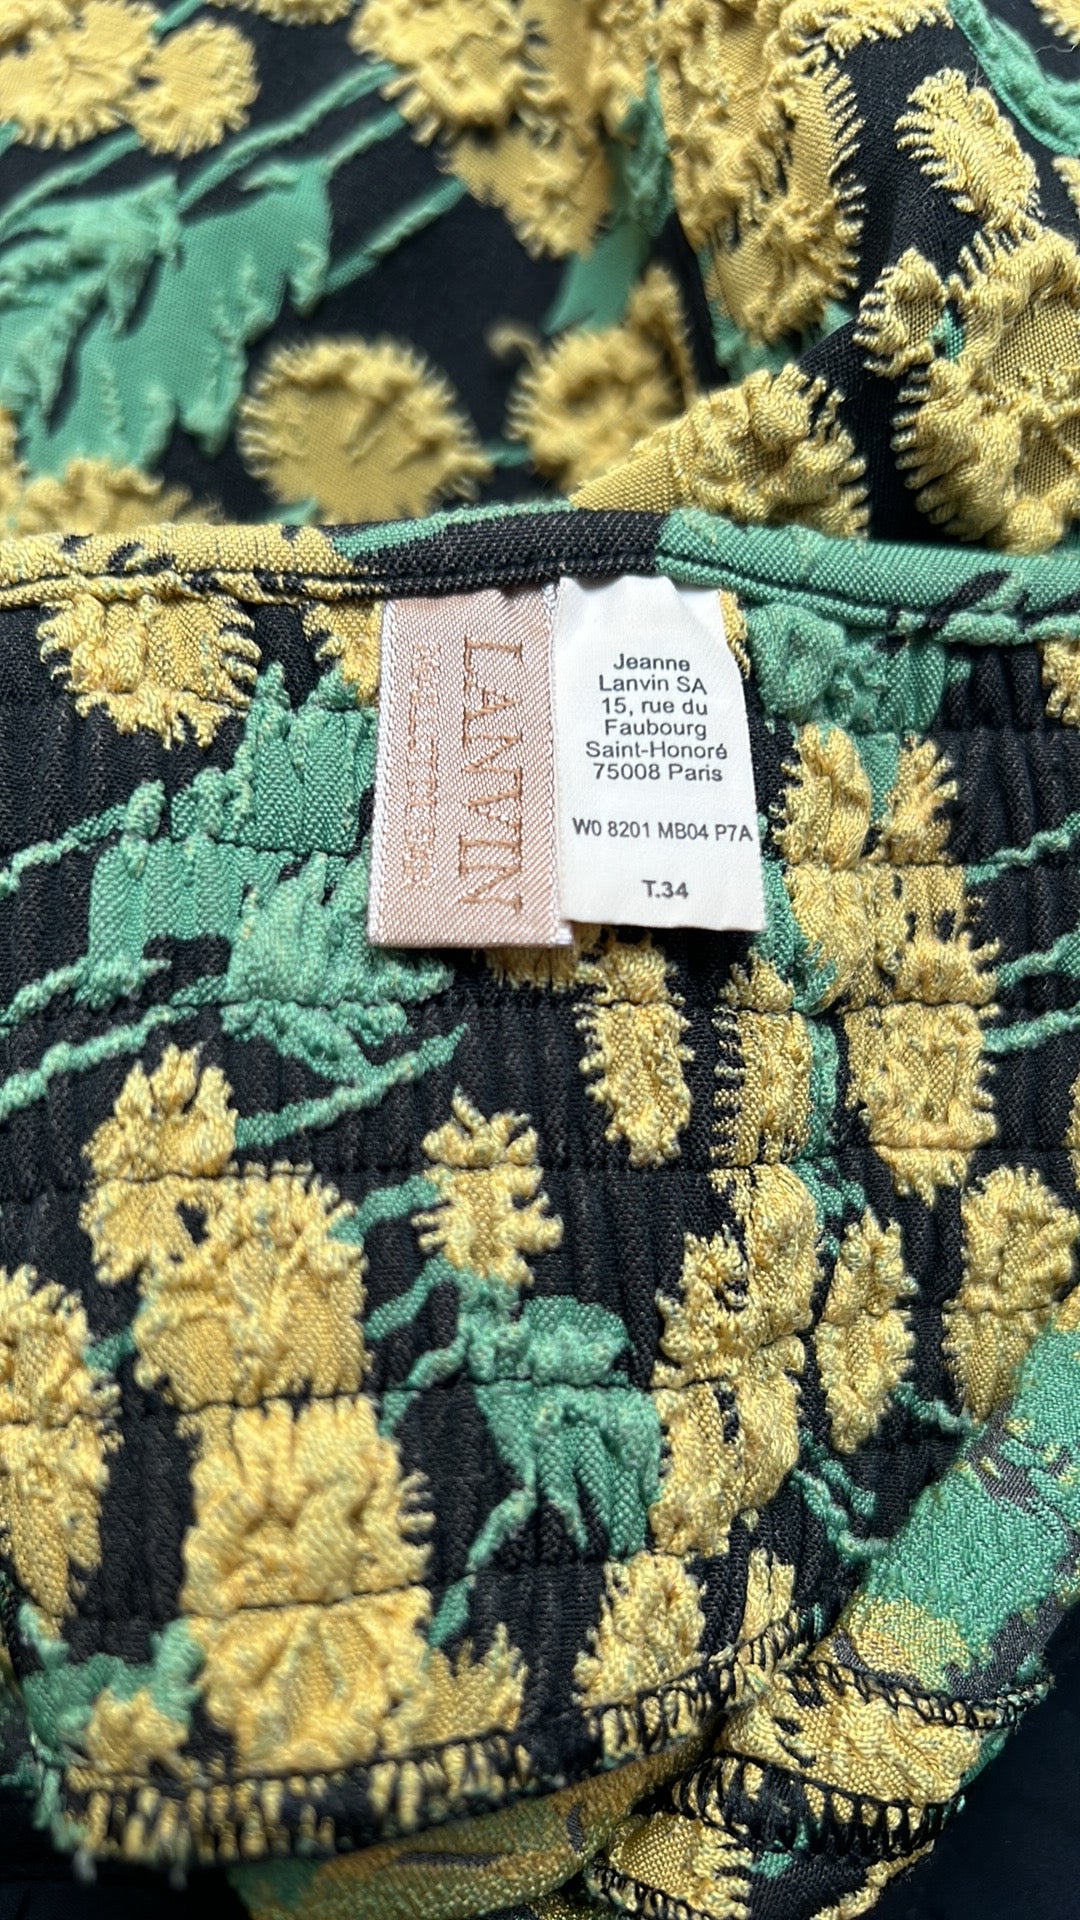 LANVIN
Jeanne
Lanvin SA
15, rue du
Faubourg
Saint-Honoré
75008 Paris
W0 8201 MB04 P7A
T.34